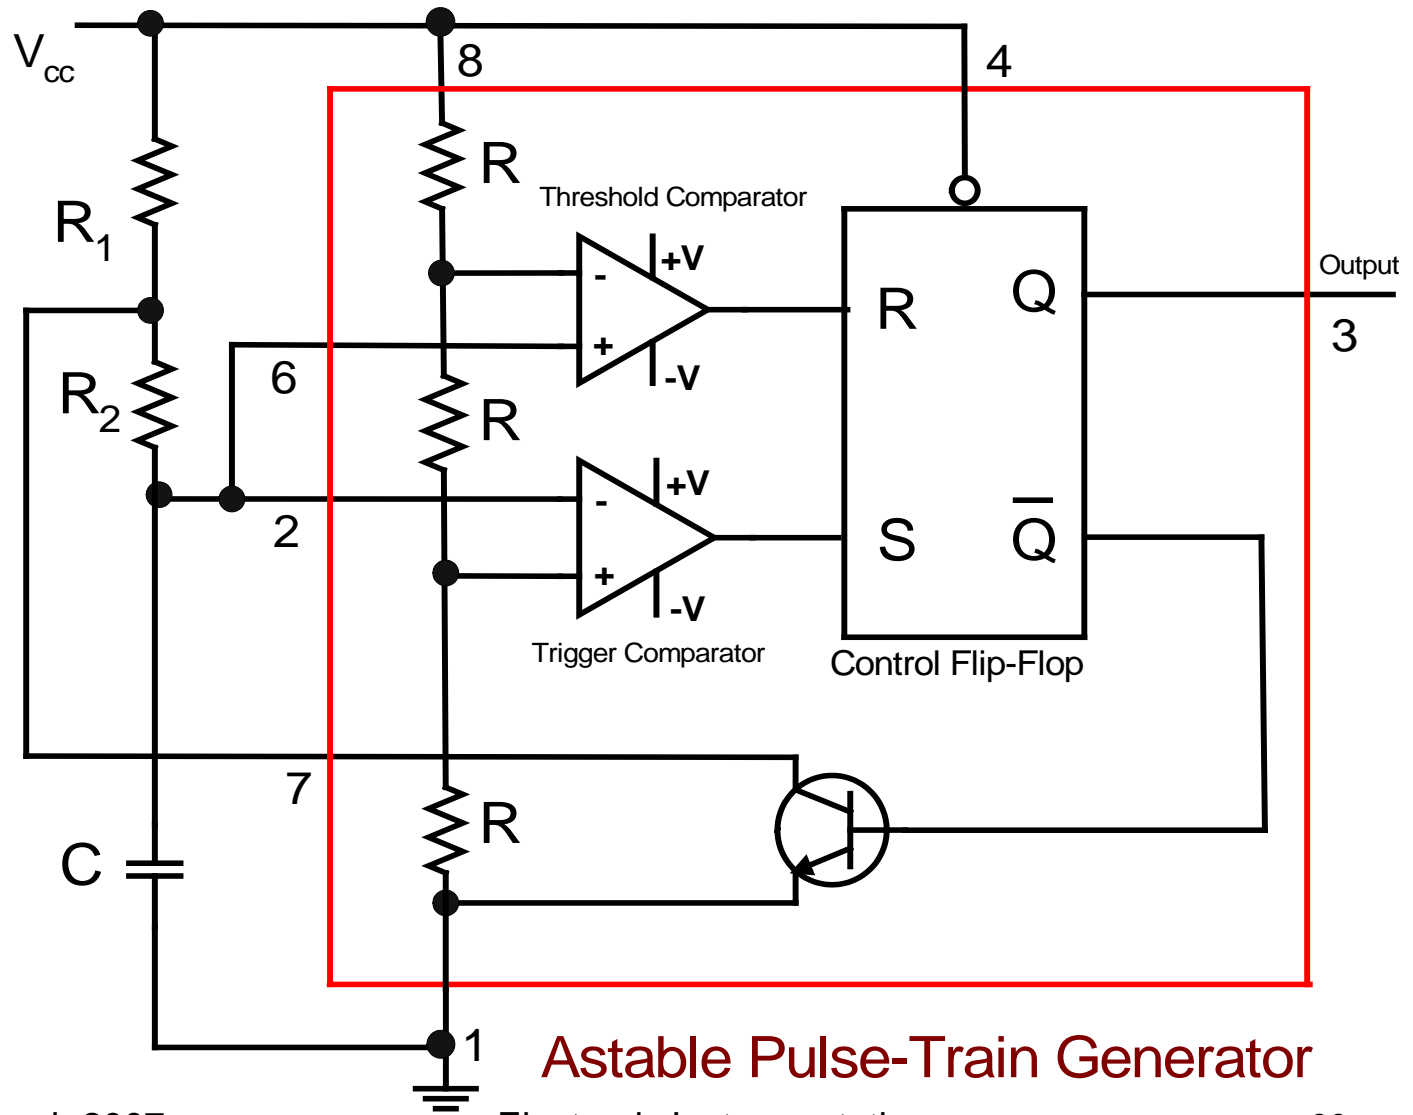 Vcc
8
4
R
Threshold Comparator
R1
+V
-
R
Q
Output
+
3
6
-V
R2
R
+V
-
2
S
Q̅
+
-V
Trigger Comparator
Control Flip-Flop
7
R
C
1
Astable Pulse-Train Generator